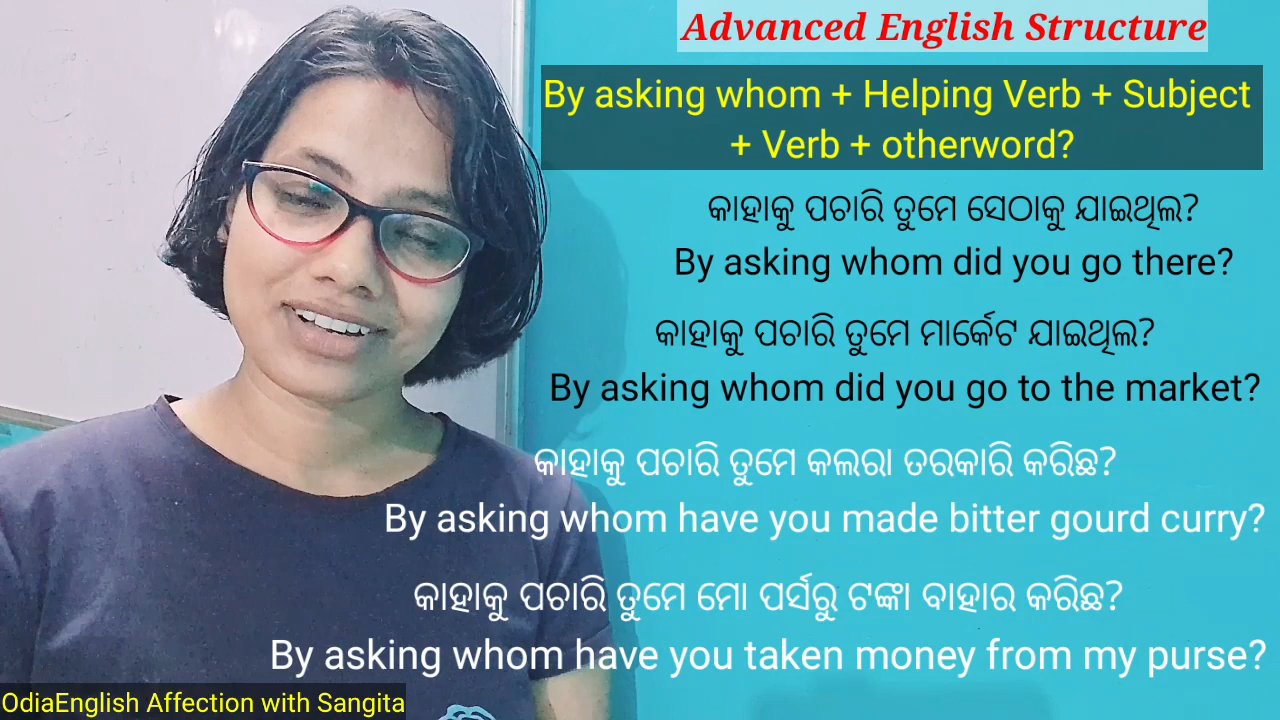 Advanced English Structure
By asking whom + Helping Verb + Subject
+ Verb + otherword?
କାହାକୁ ପଚାରି ତୁମେ ସେଠାକୁ ଯାଇଥିଲ?
By asking whom did you go there?
କାହାକୁ ପଚାରି ତୁମେ ମାର୍କେଟ ଯାଇଥିଲ?
By asking whom did you go to the market?
କାହାକୁ ପଚାରି ତୁମେ କଲରା ତରକାରି କରିଛ?
By asking whom have you made bitter gourd curry?
କାହାକୁ ପଚାରି ତୁମେ ମୋ ପର୍ସରୁ ଟଙ୍କା ବାହାର କରିଛ?
By asking whom have you taken money from my purse?
OdiaEnglish Affection with Sangita